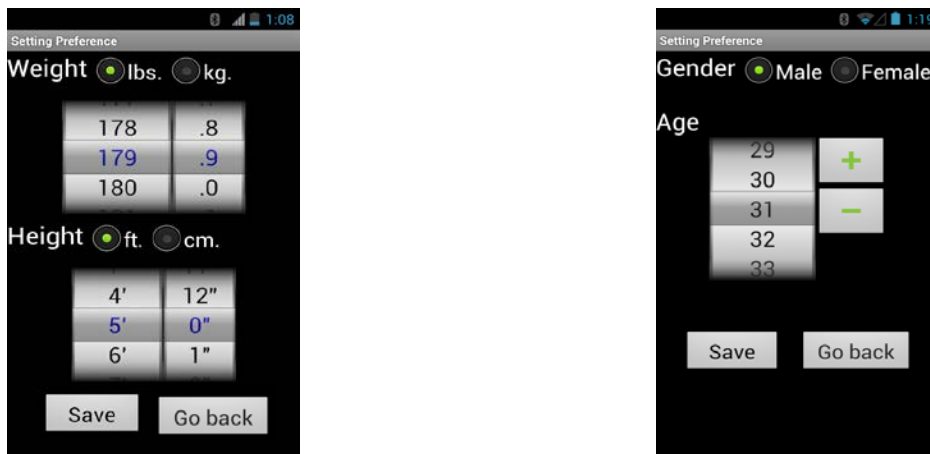 1:08
Setting Preference
Weight lbs. kg.
178 .8
179 .9
180 .0
Height ft. cm.
4' 12"
5' 0"
6' 1"
Save Go back
1:19
Setting Preference
Gender Male Female
Age
29
30
31
32
33
+
−
Save Go back